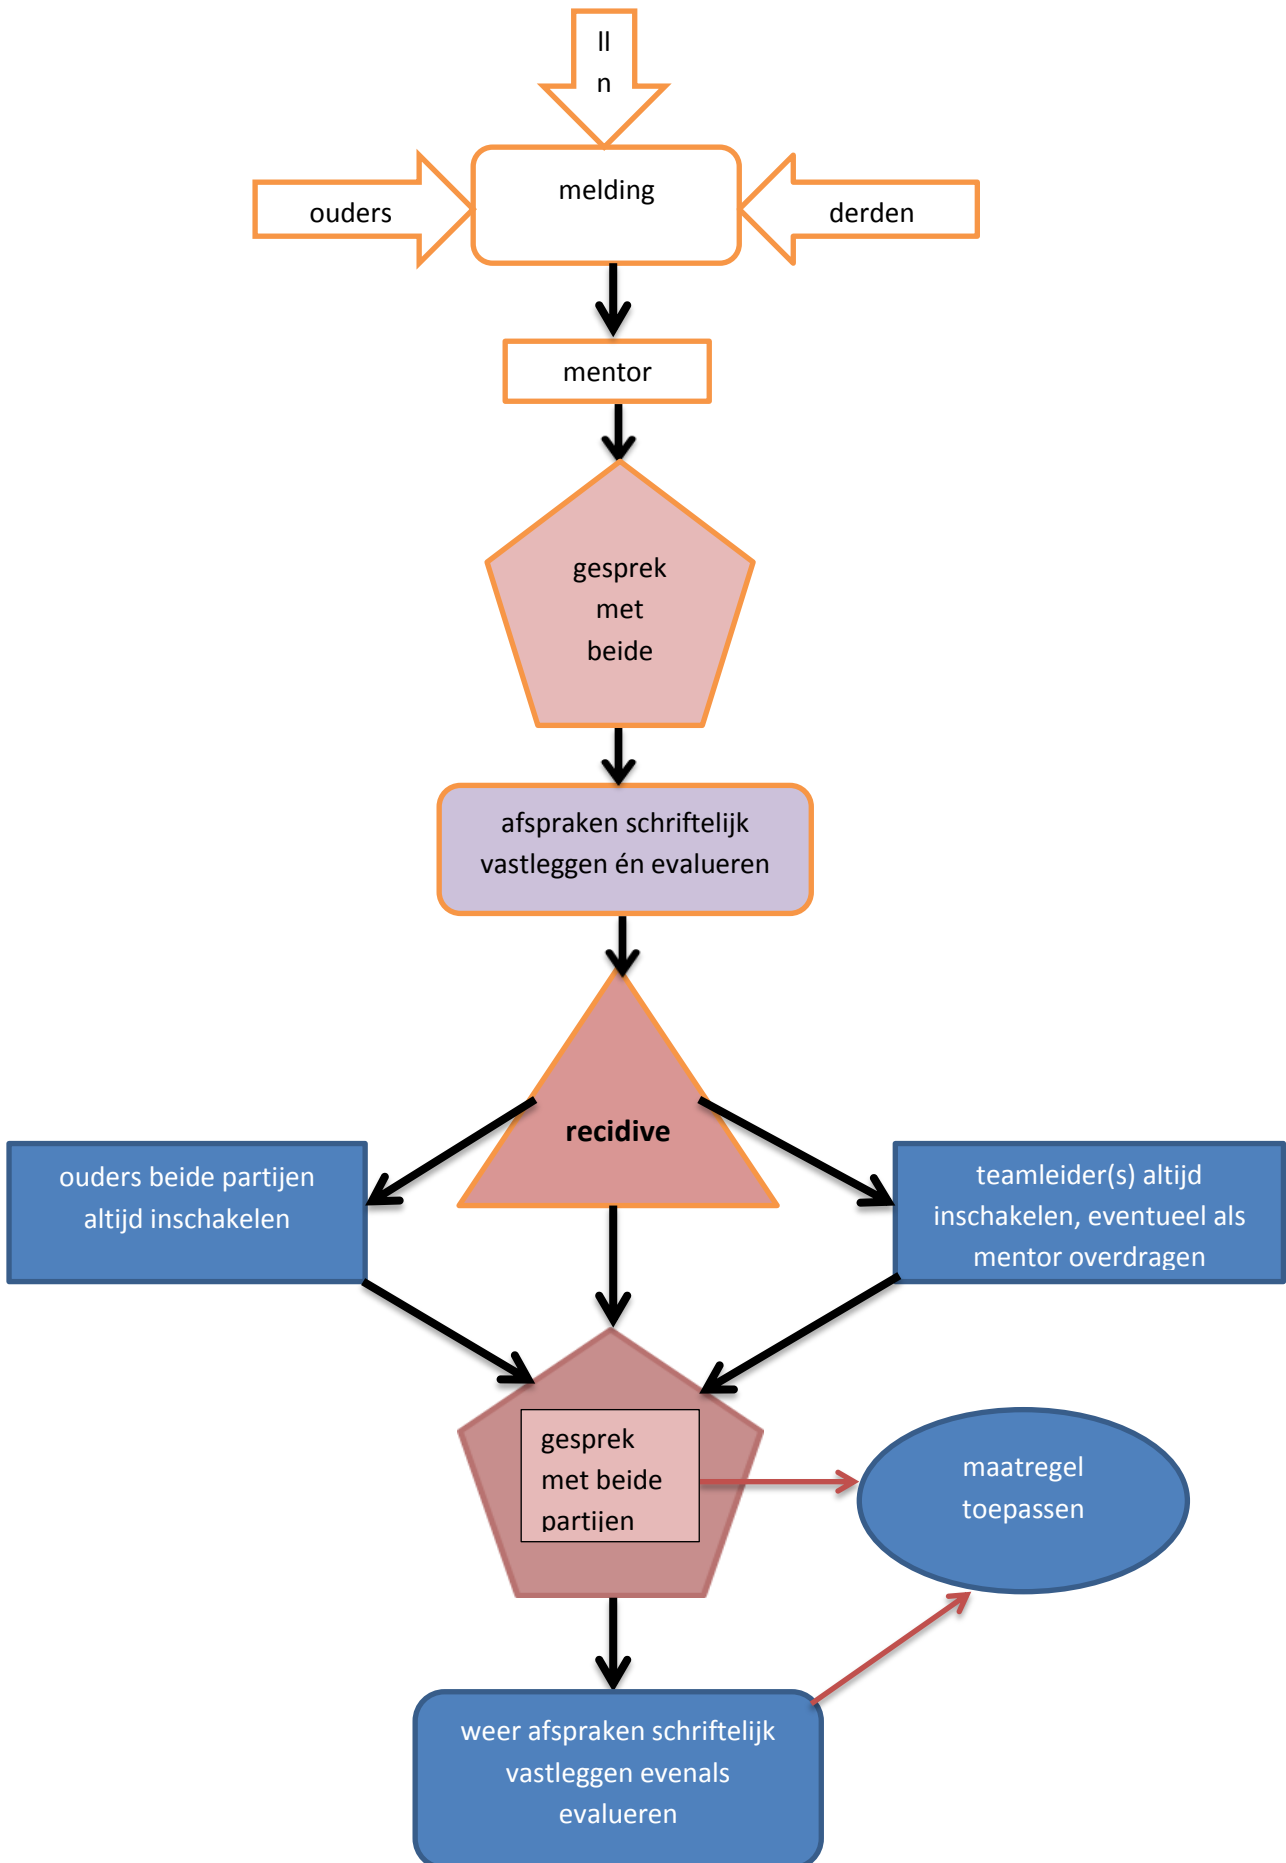 ll
n
melding
ouders
derden
mentor
gesprek
met
beide
afspraken schriftelijk
vastleggen én evalueren
recidive
ouders beide partijen
altijd inschakelen
teamleider(s) altijd
inschakelen, eventueel als
mentor overdragen
gesprek
met beide
partijen
maatregel
toepassen
weer afspraken schriftelijk
vastleggen evenals
evalueren